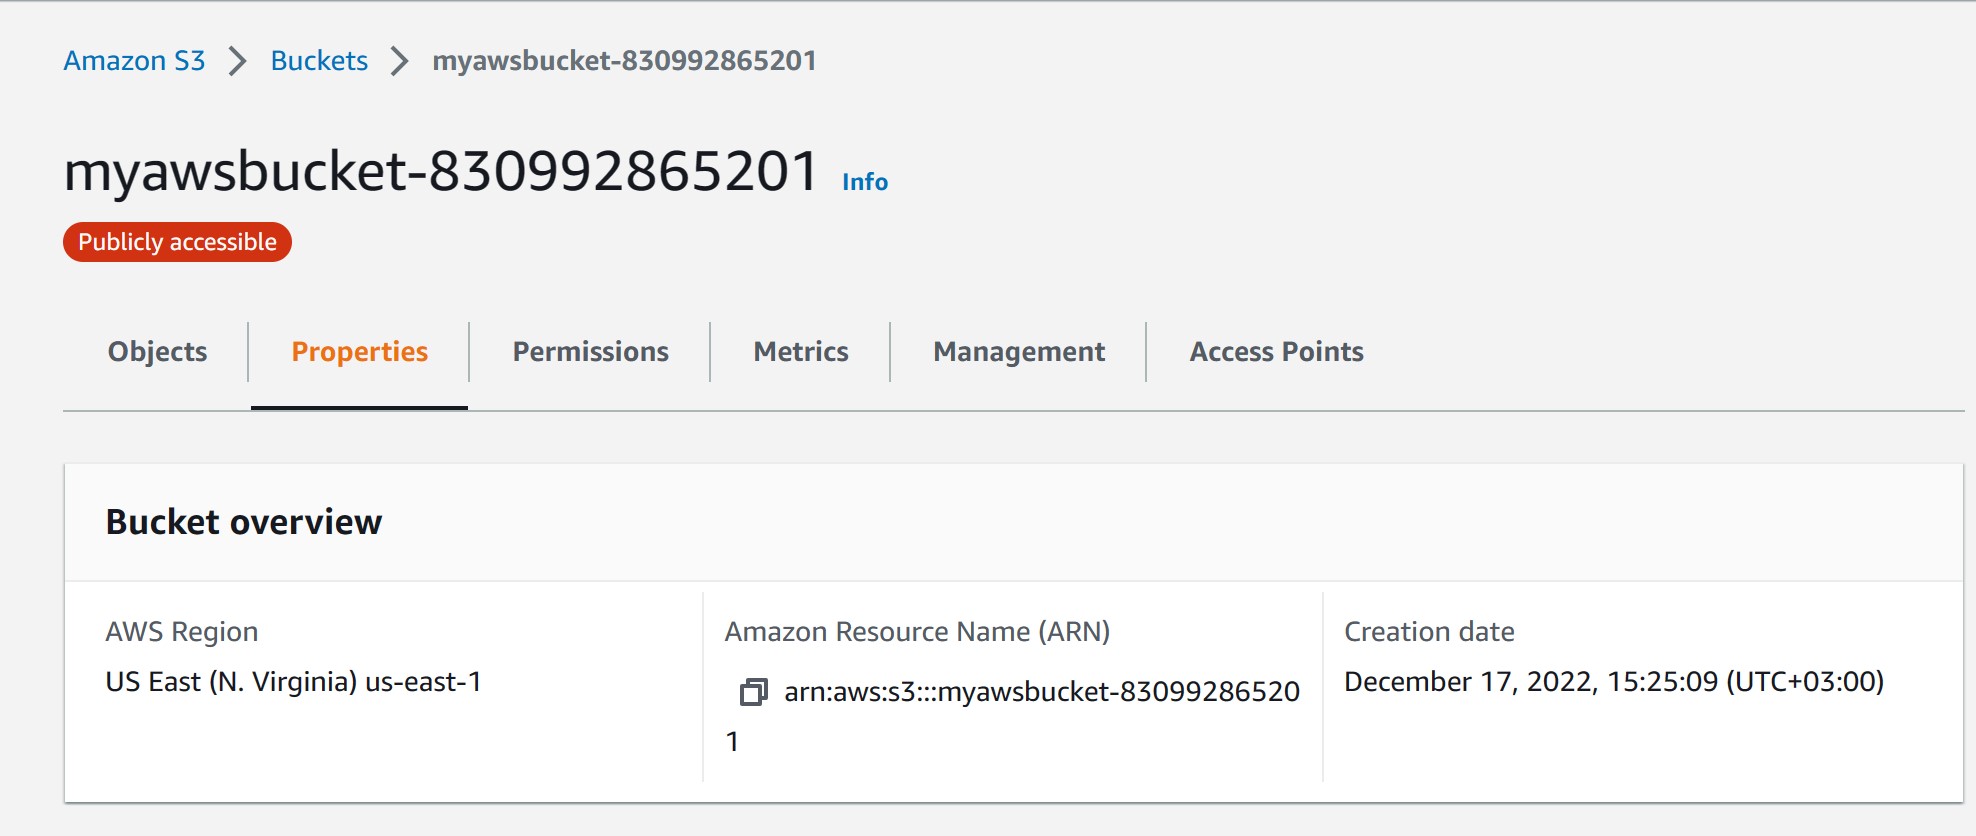 Amazon S3 > Buckets > myawsbucket-830992865201
myawsbucket-830992865201 Info
Publicly accessible
Objects Properties Permissions Metrics Management Access Points
Bucket overview
AWS Region
US East (N. Virginia) us-east-1
Amazon Resource Name (ARN)
arn:aws:s3:::myawsbucket-83099286520
1
Creation date
December 17, 2022, 15:25:09 (UTC+03:00)